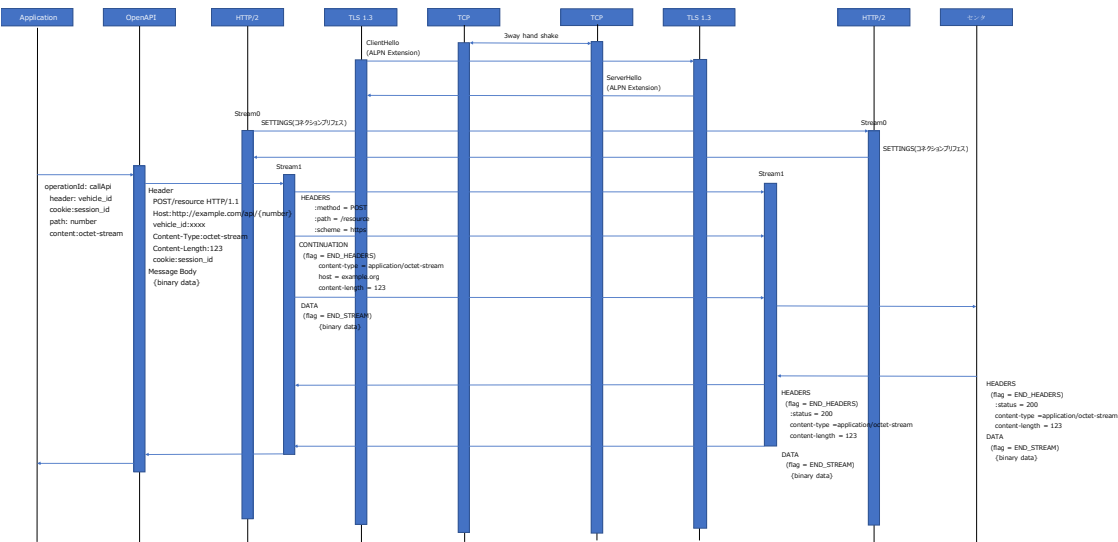 Application
OpenAPI
HTTP/2
TLS 1.3
TCP
TCP
TLS 1.3
HTTP/2
センタ
3way hand shake
ClientHello
(ALPN Extension)
ServerHello
(ALPN Extension)
Stream0
SETTINGS(コネクションプリフェス)
Stream0
SETTINGS(コネクションプリフェス)
Stream1
Stream1
operationId: callApi
header: vehicle_id
cookie:session_id
path: number
content:octet-stream
Header
POST/resource HTTP/1.1
Host:http://example.com/api/{number}
vehicle_id:xxxx
Content-Type:octet-stream
Content-Length:123
cookie:session_id
Message Body
{binary data}
HEADERS
:method = POST
:path = /resource
:scheme = https
CONTINUATION
(flag = END_HEADERS)
content-type = application/octet-stream
host = example.org
content-length = 123
DATA
(flag = END_STREAM)
{binary data}
HEADERS
(flag = END_HEADERS)
:status = 200
content-type =application/octet-stream
content-length = 123
DATA
(flag = END_STREAM)
{binary data}
HEADERS
(flag = END_HEADERS)
:status = 200
content-type =application/octet-stream
content-length = 123
DATA
(flag = END_STREAM)
{binary data}